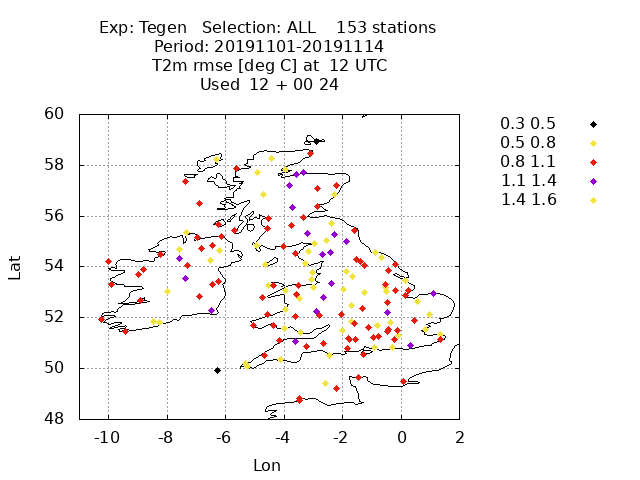 Exp: Tegen   Selection: ALL    153 stations
Period: 20191101-20191114
T2m rmse [deg C] at  12 UTC
Used  12 + 00 24
60
58
56
54
52
50
48
-10 -8 -6 -4 -2 0 2
Lat
Lon
0.3 0.5
0.5 0.8
0.8 1.1
1.1 1.4
1.4 1.6